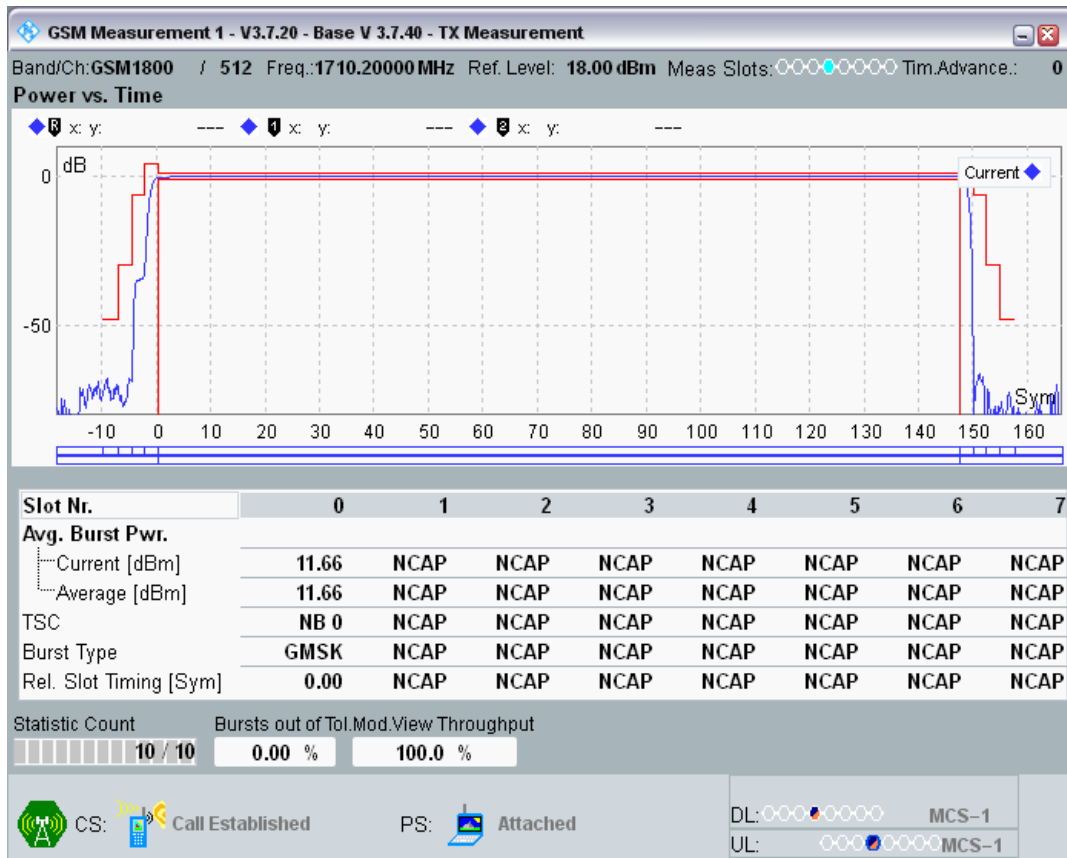 GSM Measurement 1 - V3.7.20 - Base V 3.7.40 - TX Measurement
Band/Ch:GSM1800 / 512 Freq.:1710.20000 MHz Ref. Level: 18.00 dBm Meas Slots: Tim.Advance.: 0
Power vs. Time
R x: y: --- 1 x: y: --- 2 x: y: ---
dB
Current
0
-50
Sym
-10 0 10 20 30 40 50 60 70 80 90 100 110 120 130 140 150 160
Slot Nr. 0 1 2 3 4 5 6 7
Avg. Burst Pwr.
Current [dBm] 11.66 NCAP NCAP NCAP NCAP NCAP NCAP NCAP
Average [dBm] 11.66 NCAP NCAP NCAP NCAP NCAP NCAP NCAP
TSC NB 0 NCAP NCAP NCAP NCAP NCAP NCAP NCAP
Burst Type GMSK NCAP NCAP NCAP NCAP NCAP NCAP NCAP
Rel. Slot Timing [Sym] 0.00 NCAP NCAP NCAP NCAP NCAP NCAP NCAP
Statistic Count Bursts out of Tol.Mod.View Throughput
10 / 10 0.00 % 100.0 %
CS: Call Established PS: Attached
DL: MCS-1
UL: MCS-1